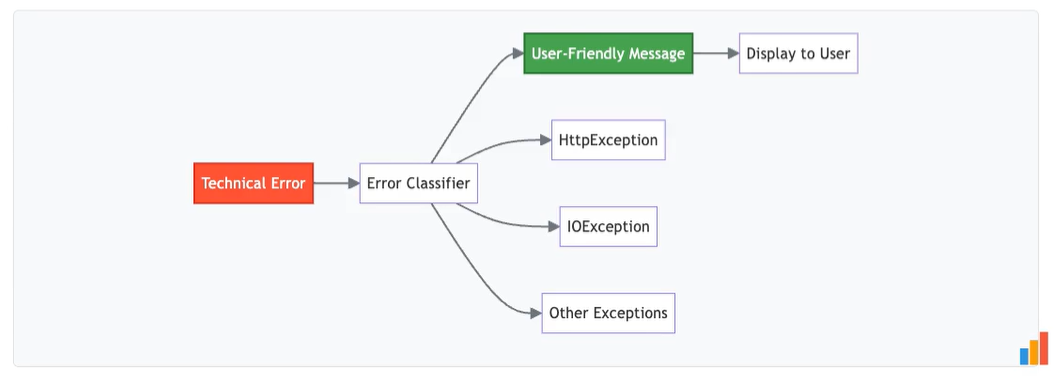 User-Friendly Message
Display to User
HttpException
Technical Error
Error Classifier
IOException
Other Exceptions